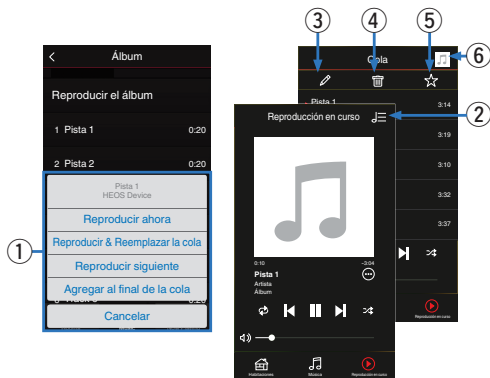 ③
④
⑤
Álbum
Reproducir el álbum
1 Pista 1 0:20
2 Pista 2 0:20
①
Pista 1
HEOS Device
Reproducir ahora
Reproducir & Reemplazar la cola
Reproducir siguiente
Agregar al final de la cola
0:20
Cancelar
Cola
⑥
Pista 1 3:14
3:19
3:10
3:32
3:37
Reproducción en curso
②
Reproducción en curso
0:10 -3:04
Pista 1
Artista
Álbum
Habitaciones Música Reproducción en curso